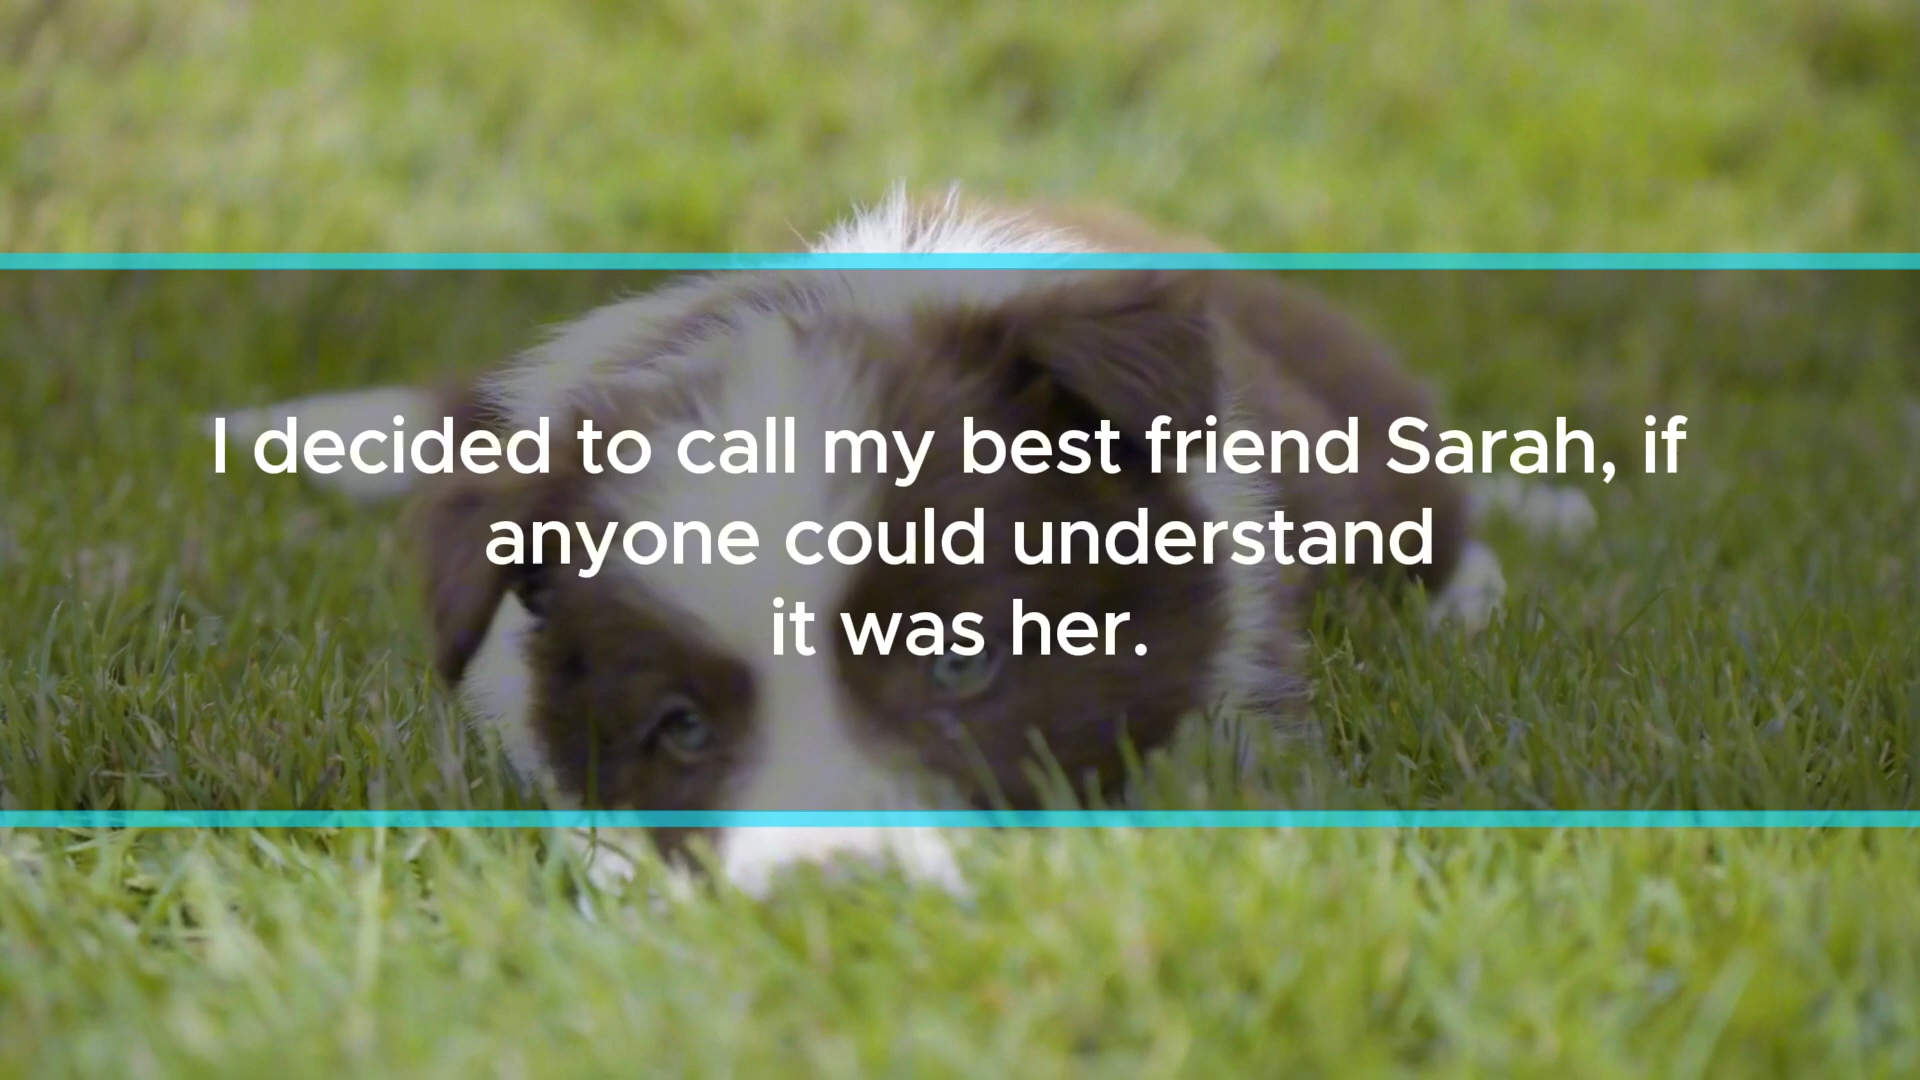 I decided to call my best friend Sarah, if
anyone could understand
it was her.